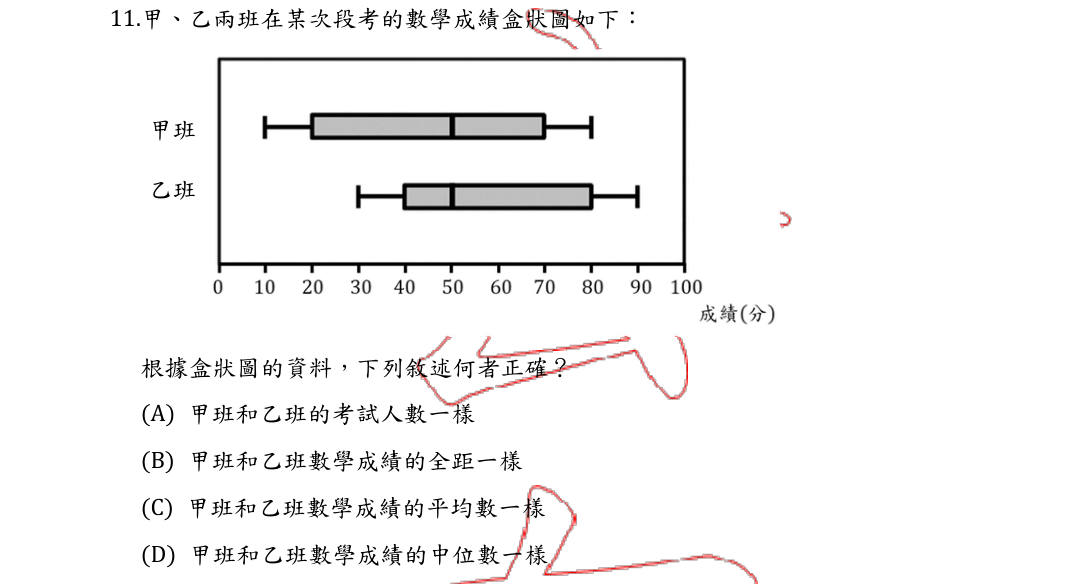 11.甲、乙兩班在某次段考的數學成績盒狀圖如下：
甲班
乙班
0 10 20 30 40 50 60 70 80 90 100
成績(分)
根據盒狀圖的資料，下列敘述何者正確？
(A) 甲班和乙班的考試人數一樣
(B) 甲班和乙班數學成績的全距一樣
(C) 甲班和乙班數學成績的平均數一樣
(D) 甲班和乙班數學成績的中位數一樣